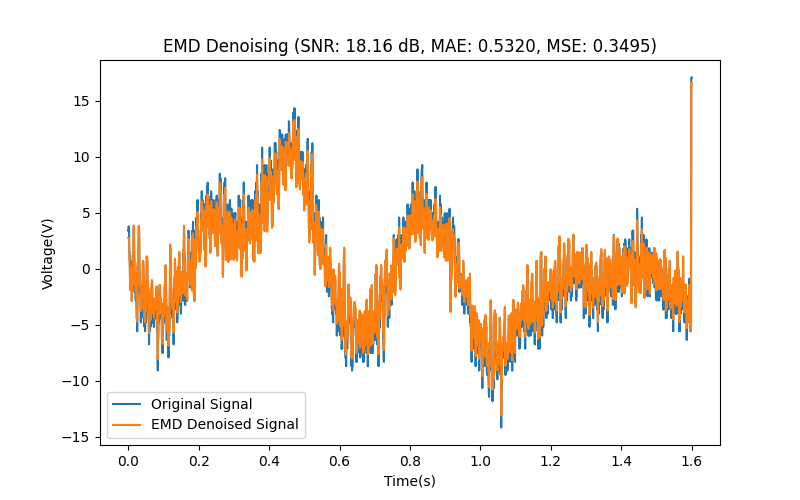 EMD Denoising (SNR: 18.16 dB, MAE: 0.5320, MSE: 0.3495)
Voltage(V)
15
10
5
0
−5
−10
−15
Original Signal
EMD Denoised Signal
0.0 0.2 0.4 0.6 0.8 1.0 1.2 1.4 1.6
Time(s)